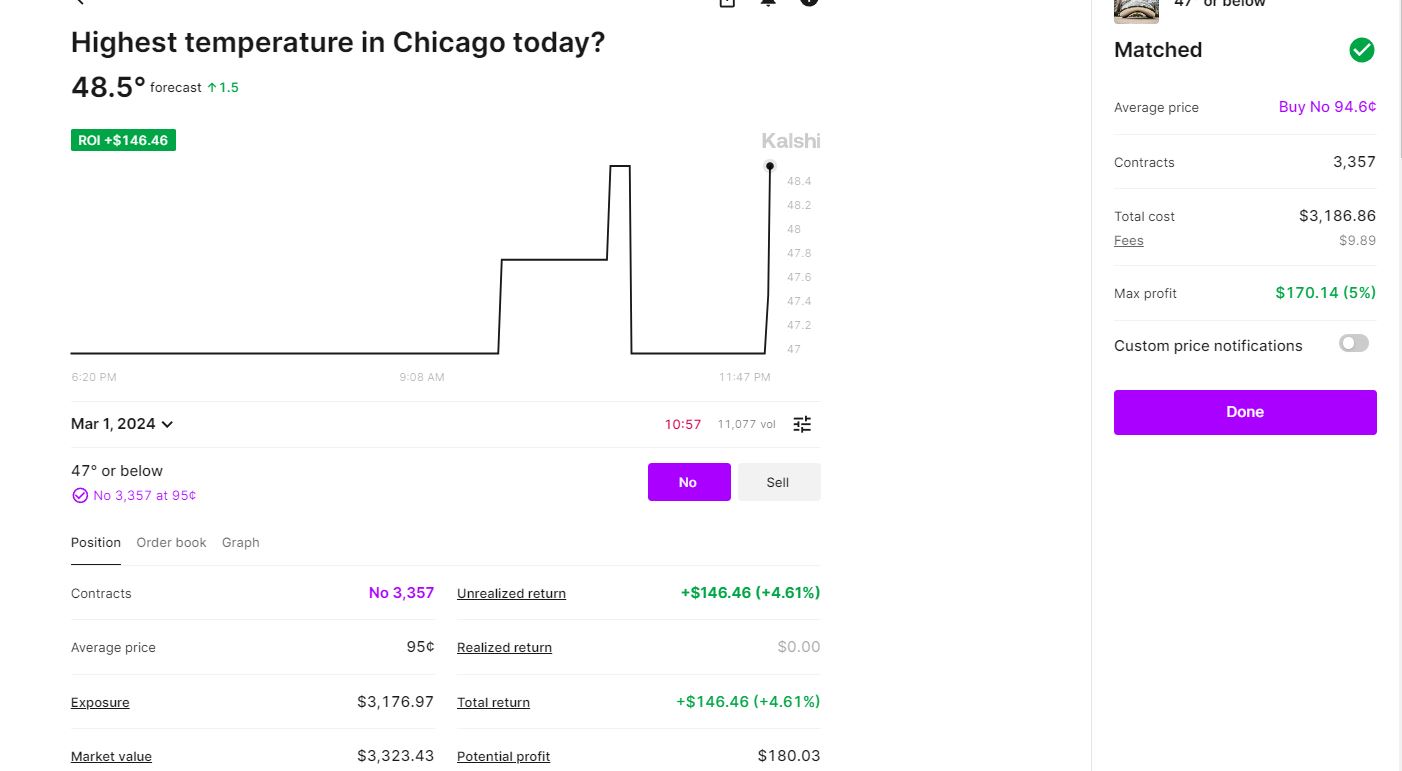 47° or below
Highest temperature in Chicago today?
Matched
48.5° forecast ↑1.5
Average price Buy No 94.6¢
ROI +$146.46
Kalshi
Contracts 3,357
48.4
48.2
48
47.8
47.6
47.4
47.2
47
Total cost $3,186.86
Fees $9.89
Max profit $170.14 (5%)
Custom price notifications
6:20 PM 9:08 AM 11:47 PM
Done
Mar 1, 2024 10:57 11,077 vol
47° or below
No 3,357 at 95¢
No Sell
Position Order book Graph
Contracts No 3,357 Unrealized return +$146.46 (+4.61%)
Average price 95¢ Realized return $0.00
Exposure $3,176.97 Total return +$146.46 (+4.61%)
Market value $3,323.43 Potential profit $180.03